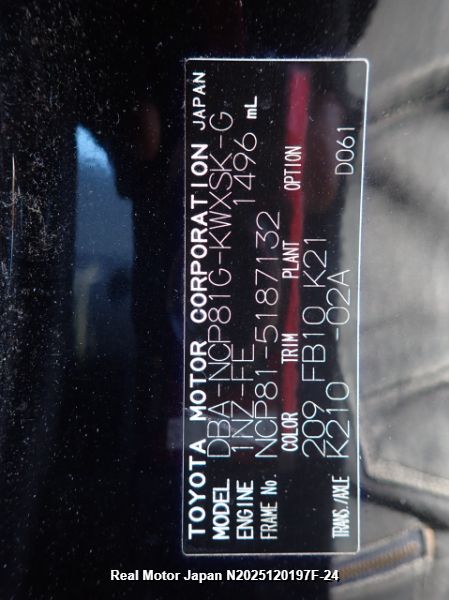 TOYOTA MOTOR CORPORATION JAPAN
MODEL DBA-NCP81G-KWXSK-G
ENGINE 1NZ-FE 1496 mL
FRAME No. NCP81-5187132
COLOR TRIM PLANT OPTION
209 FB10 K21
TRANS./AXLE K210 -02A D061
Real Motor Japan N2025120197F-24